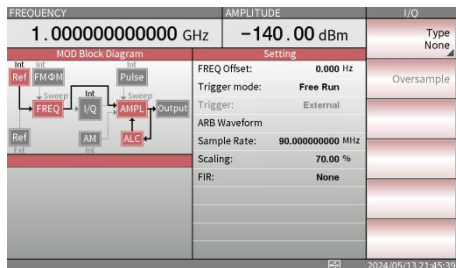 FREQUENCY
AMPLITUDE
I/O
1.000000000000 GHz
-140.00 dBm
Type
None
MOD Block Diagram
Setting
Int
Int
Int
Ref
FMΦM
Pulse
Sweep
Int
Sweep
FREQ
I/Q
AMPL
Output
Ref
AM
ALC
Ext
Int
FREQ Offset: 0.000 Hz
Trigger mode: Free Run
Trigger: External
ARB Waveform
Sample Rate: 90.000000000 MHz
Scaling: 70.00 %
FIR: None
Oversample
2024/05/13 21:45:39